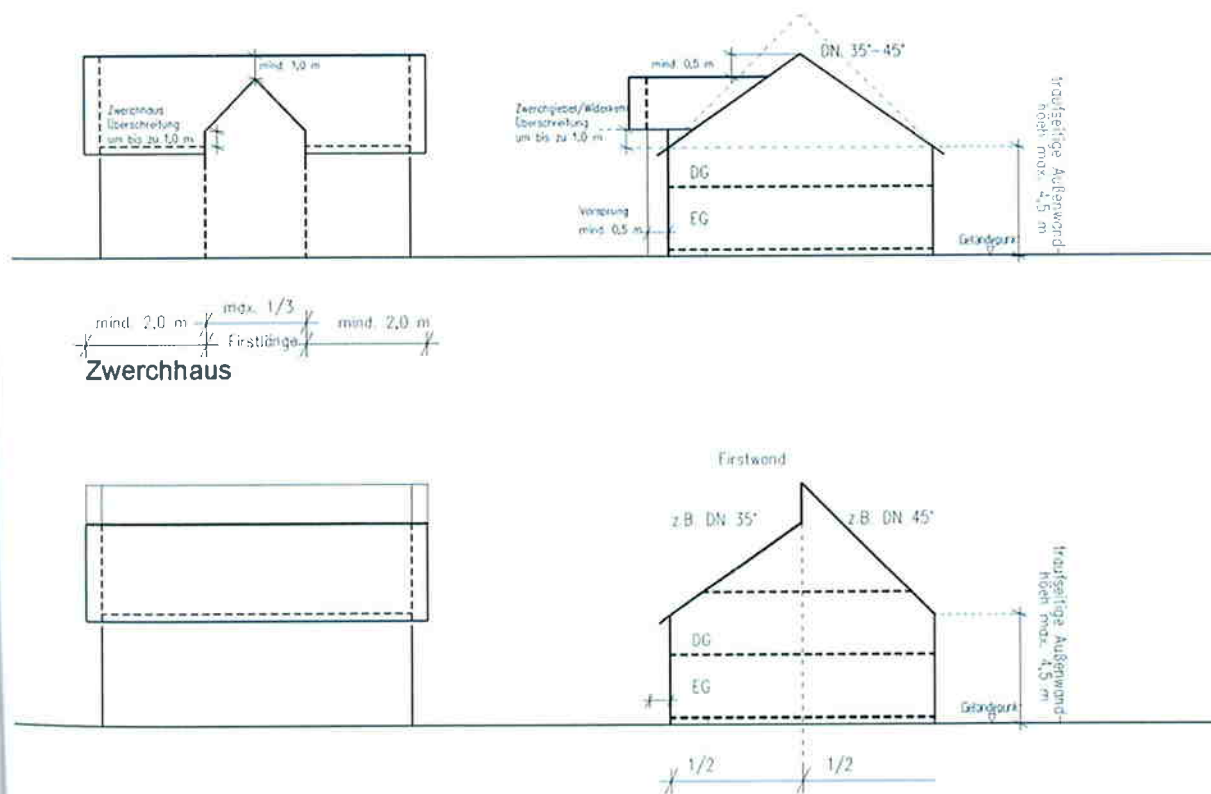 mind. 1,0 m
Zwerchhaus
Überschreitung
um bis zu 1,0 m
mind. 2,0 m
max. 1/3
Firstlänge
mind. 2,0 m
Zwerchhaus
DN. 35°-45°
mind. 0,5 m
Zwerchgiebel/Widerkehr
Überschreitung
um bis zu 1,0 m
DG
Vorsprung
mind. 0,5 m
EG
Geländepunkt
traufseitige Außenwand-
höeh max. 4,5 m
Firstwand
z.B. DN 35°
z.B. DN 45°
DG
EG
Geländepunkt
traufseitige Außenwand-
höeh max. 4,5 m
1/2
1/2